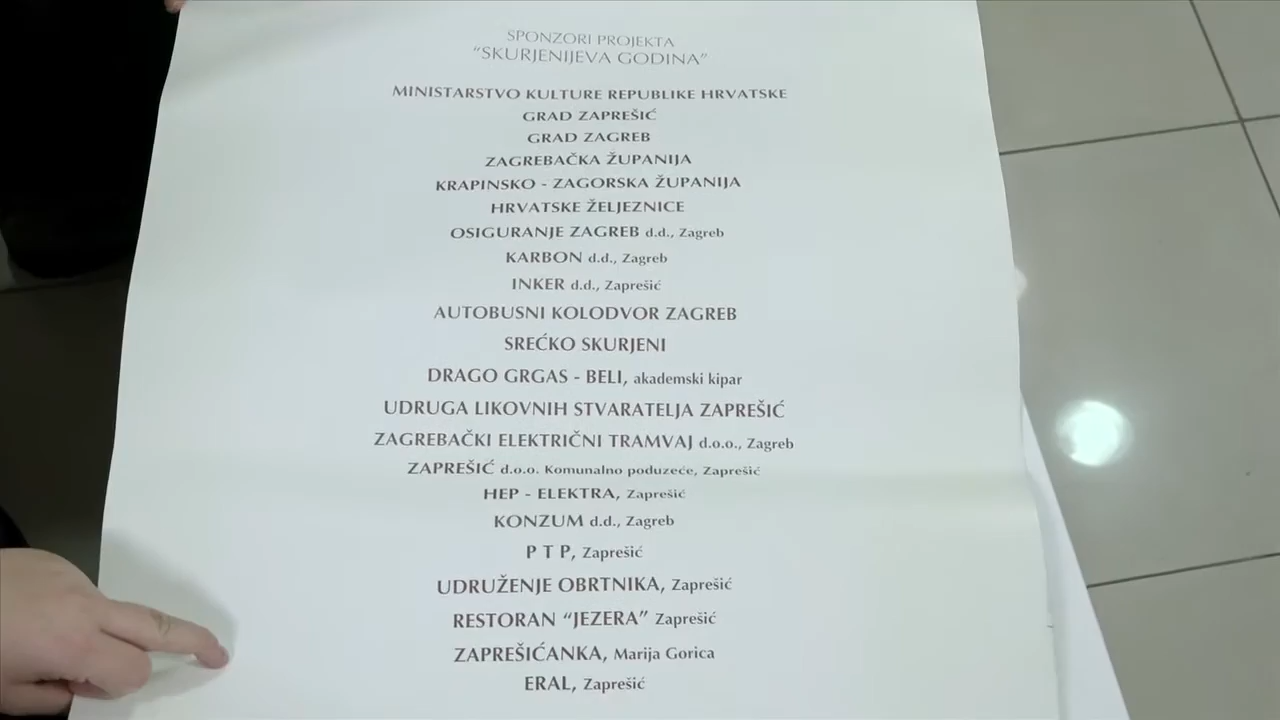 SPONZORI PROJEKTA
"SKURJENIJEVA GODINA"
MINISTARSTVO KULTURE REPUBLIKE HRVATSKE
GRAD ZAPREŠIĆ
GRAD ZAGREB
ZAGREBAČKA ŽUPANIJA
KRAPINSKO - ZAGORSKA ŽUPANIJA
HRVATSKE ŽELJEZNICE
OSIGURANJE ZAGREB d.d., Zagreb
KARBON d.d., Zagreb
INKER d.d., Zaprešić
AUTOBUSNI KOLODVOR ZAGREB
SREĆKO SKURJENI
DRAGO GRGAS - BELI, akademski kipar
UDRUGA LIKOVNIH STVARATELJA ZAPREŠIĆ
ZAGREBAČKI ELEKTRIČNI TRAMVAJ d.o.o., Zagreb
ZAPREŠIĆ d.o.o. Komunalno poduzeće, Zaprešić
HEP - ELEKTRA, Zaprešić
KONZUM d.d., Zagreb
P T P, Zaprešić
UDRUŽENJE OBRTNIKA, Zaprešić
RESTORAN “JEZERA” Zaprešić
ZAPREŠIĆANKA, Marija Gorica
ERAL, Zaprešić